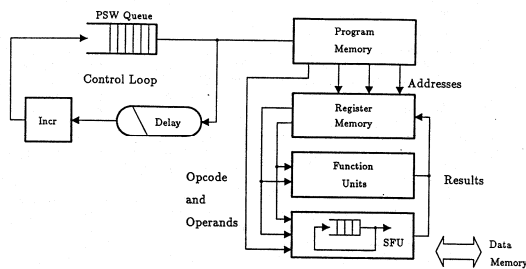 PSW Queue
Program
Memory
Control Loop
Addresses
Incr
Delay
Register
Memory
Function
Units
Opcode
and
Operands
Results
SFU
Data
Memory